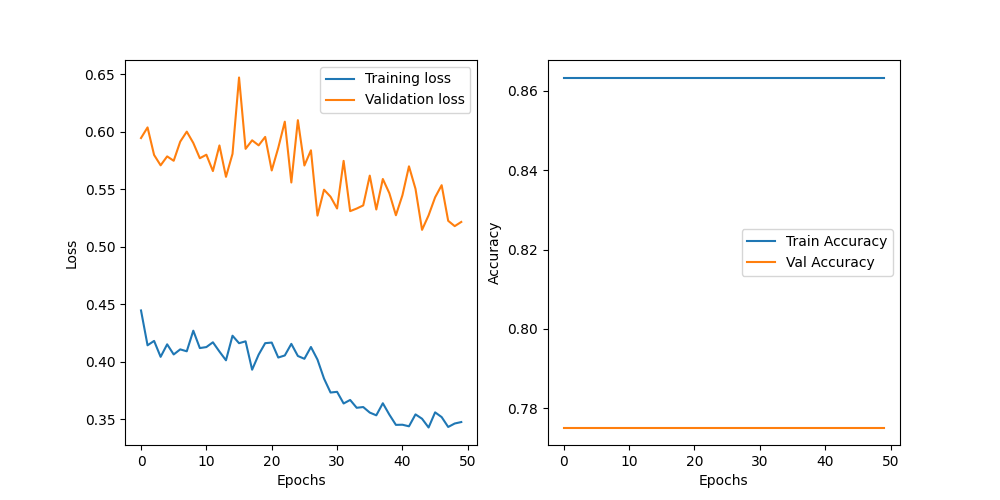 Training loss
Validation loss
0.65
0.60
0.55
0.50
0.45
0.40
0.35
Loss
0 10 20 30 40 50
Epochs
Train Accuracy
Val Accuracy
0.86
0.84
0.82
0.80
0.78
Accuracy
0 10 20 30 40 50
Epochs